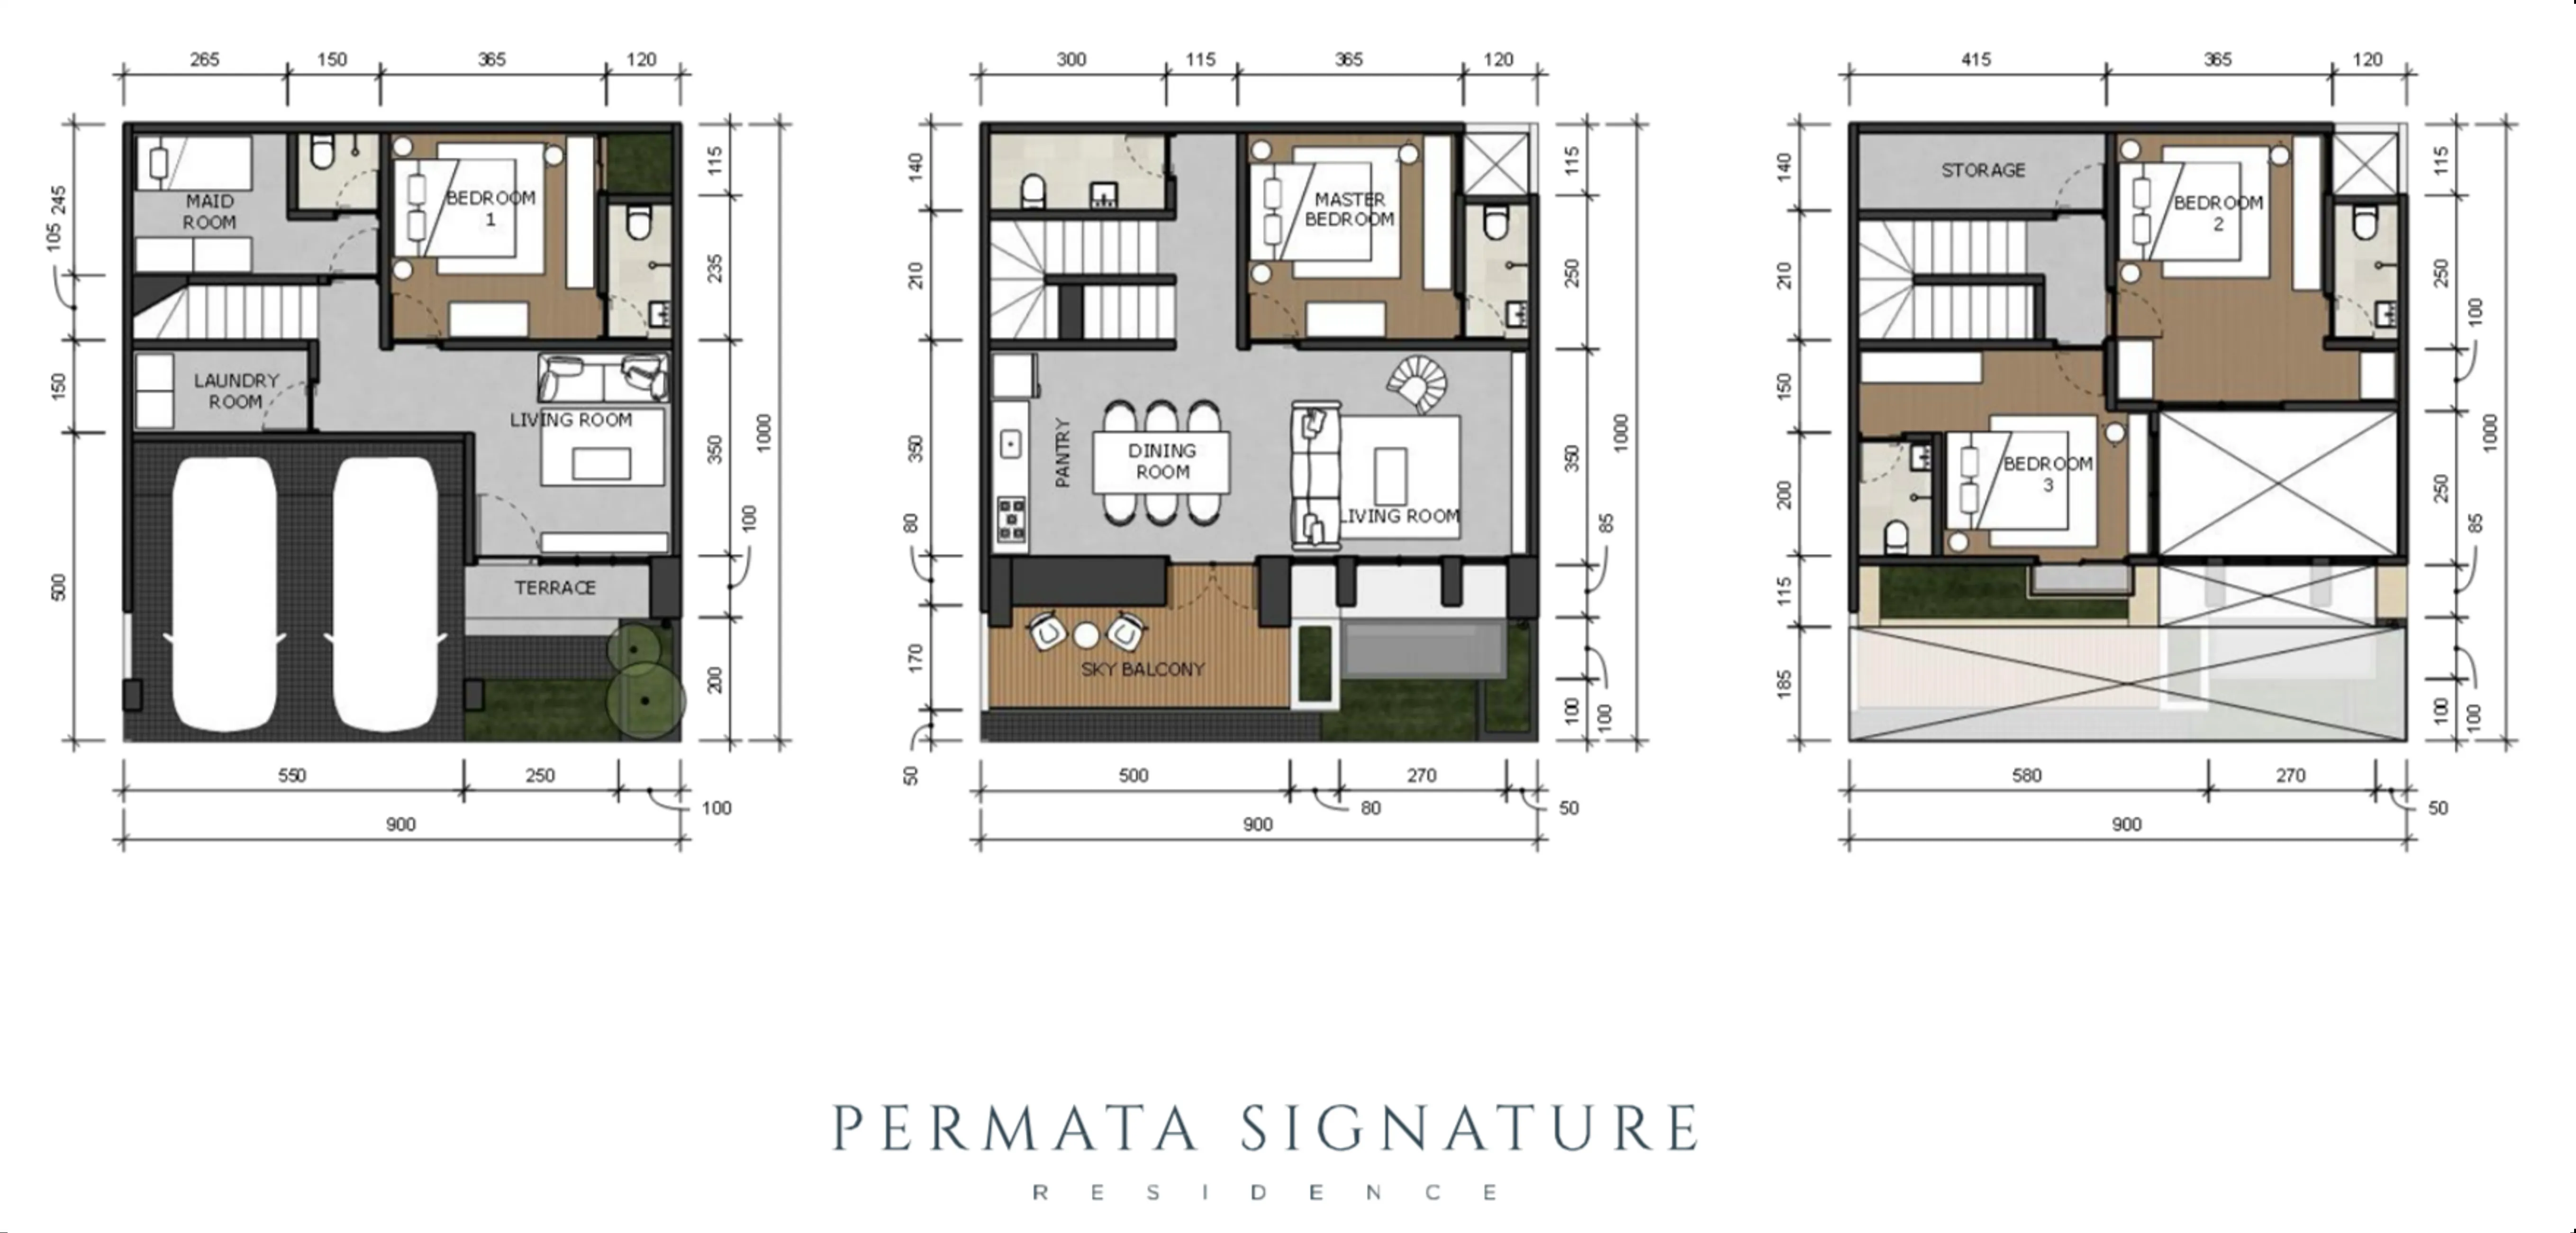 265 150 365 120
245
105
150
500
115
235
350
100
200
1000
MAID
ROOM
BEDROOM
1
LAUNDRY
ROOM
LIVING ROOM
TERRACE
550 250 100
900
300 115 365 120
140
210
350
80
170
50
115
250
350
85
100
100
1000
MASTER
BEDROOM
PANTRY
DINING
ROOM
LIVING ROOM
SKY BALCONY
500 80 270 50
900
415 365 120
140
210
150
200
115
185
115
250
100
250
85
100
100
1000
STORAGE
BEDROOM
2
BEDROOM
3
580 270 50
900
PERMATA SIGNATURE
RESIDENCE